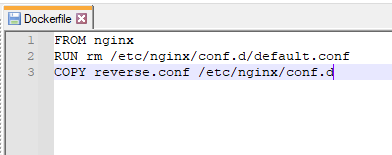 Dockerfile
1 FROM nginx
2 RUN rm /etc/nginx/conf.d/default.conf
3 COPY reverse.conf /etc/nginx/conf.d